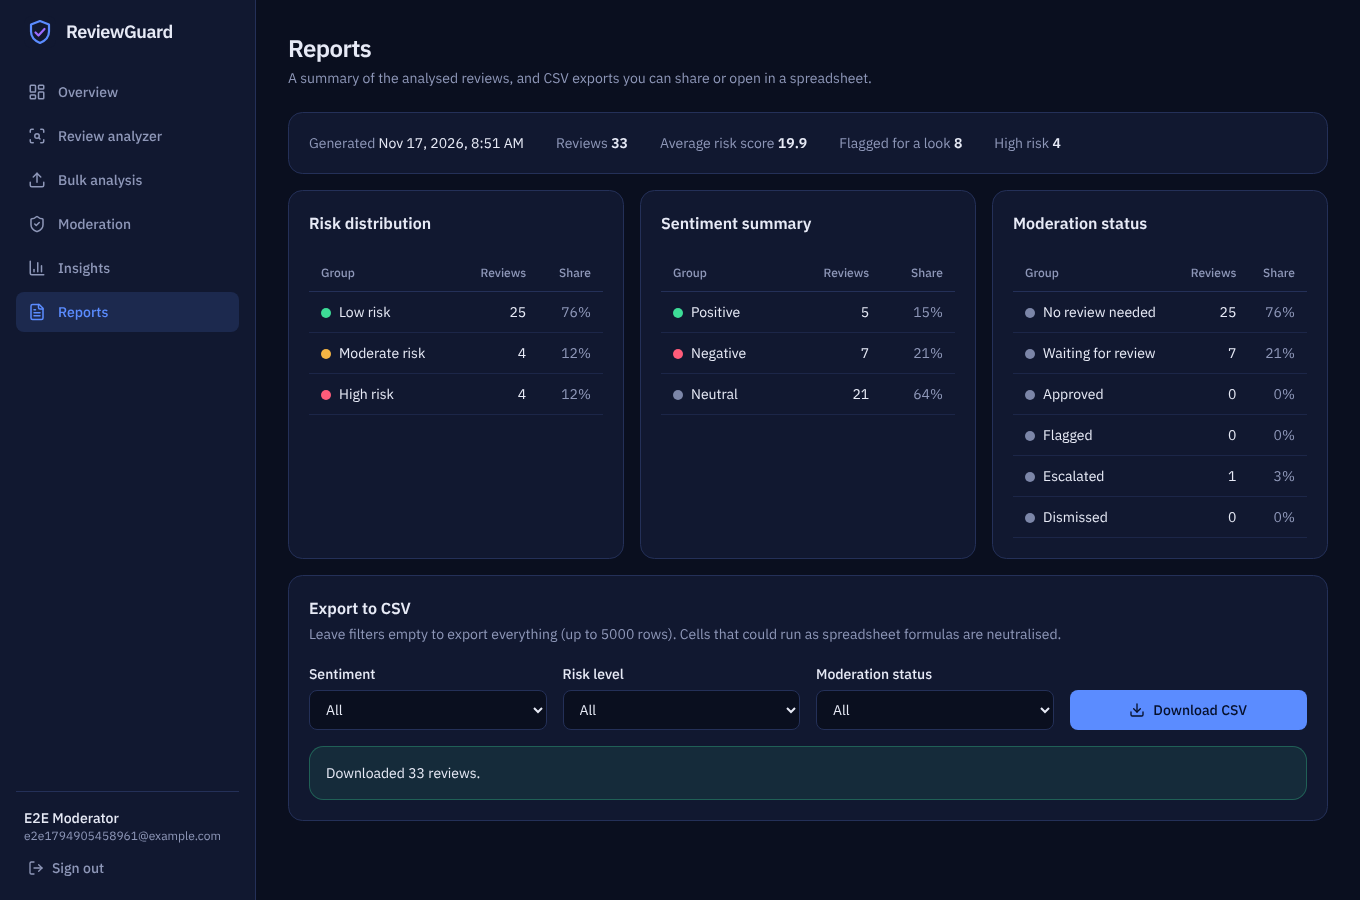 ReviewGuard
Overview
Review analyzer
Bulk analysis
Moderation
Insights
Reports
E2E Moderator
e2e1794905458961@example.com
Sign out
Reports
A summary of the analysed reviews, and CSV exports you can share or open in a spreadsheet.
Generated Nov 17, 2026, 8:51 AM Reviews 33 Average risk score 19.9 Flagged for a look 8 High risk 4
Risk distribution
Group Reviews Share
Low risk 25 76%
Moderate risk 4 12%
High risk 4 12%
Sentiment summary
Group Reviews Share
Positive 5 15%
Negative 7 21%
Neutral 21 64%
Moderation status
Group Reviews Share
No review needed 25 76%
Waiting for review 7 21%
Approved 0 0%
Flagged 0 0%
Escalated 1 3%
Dismissed 0 0%
Export to CSV
Leave filters empty to export everything (up to 5000 rows). Cells that could run as spreadsheet formulas are neutralised.
Sentiment Risk level Moderation status
All All All Download CSV
Downloaded 33 reviews.